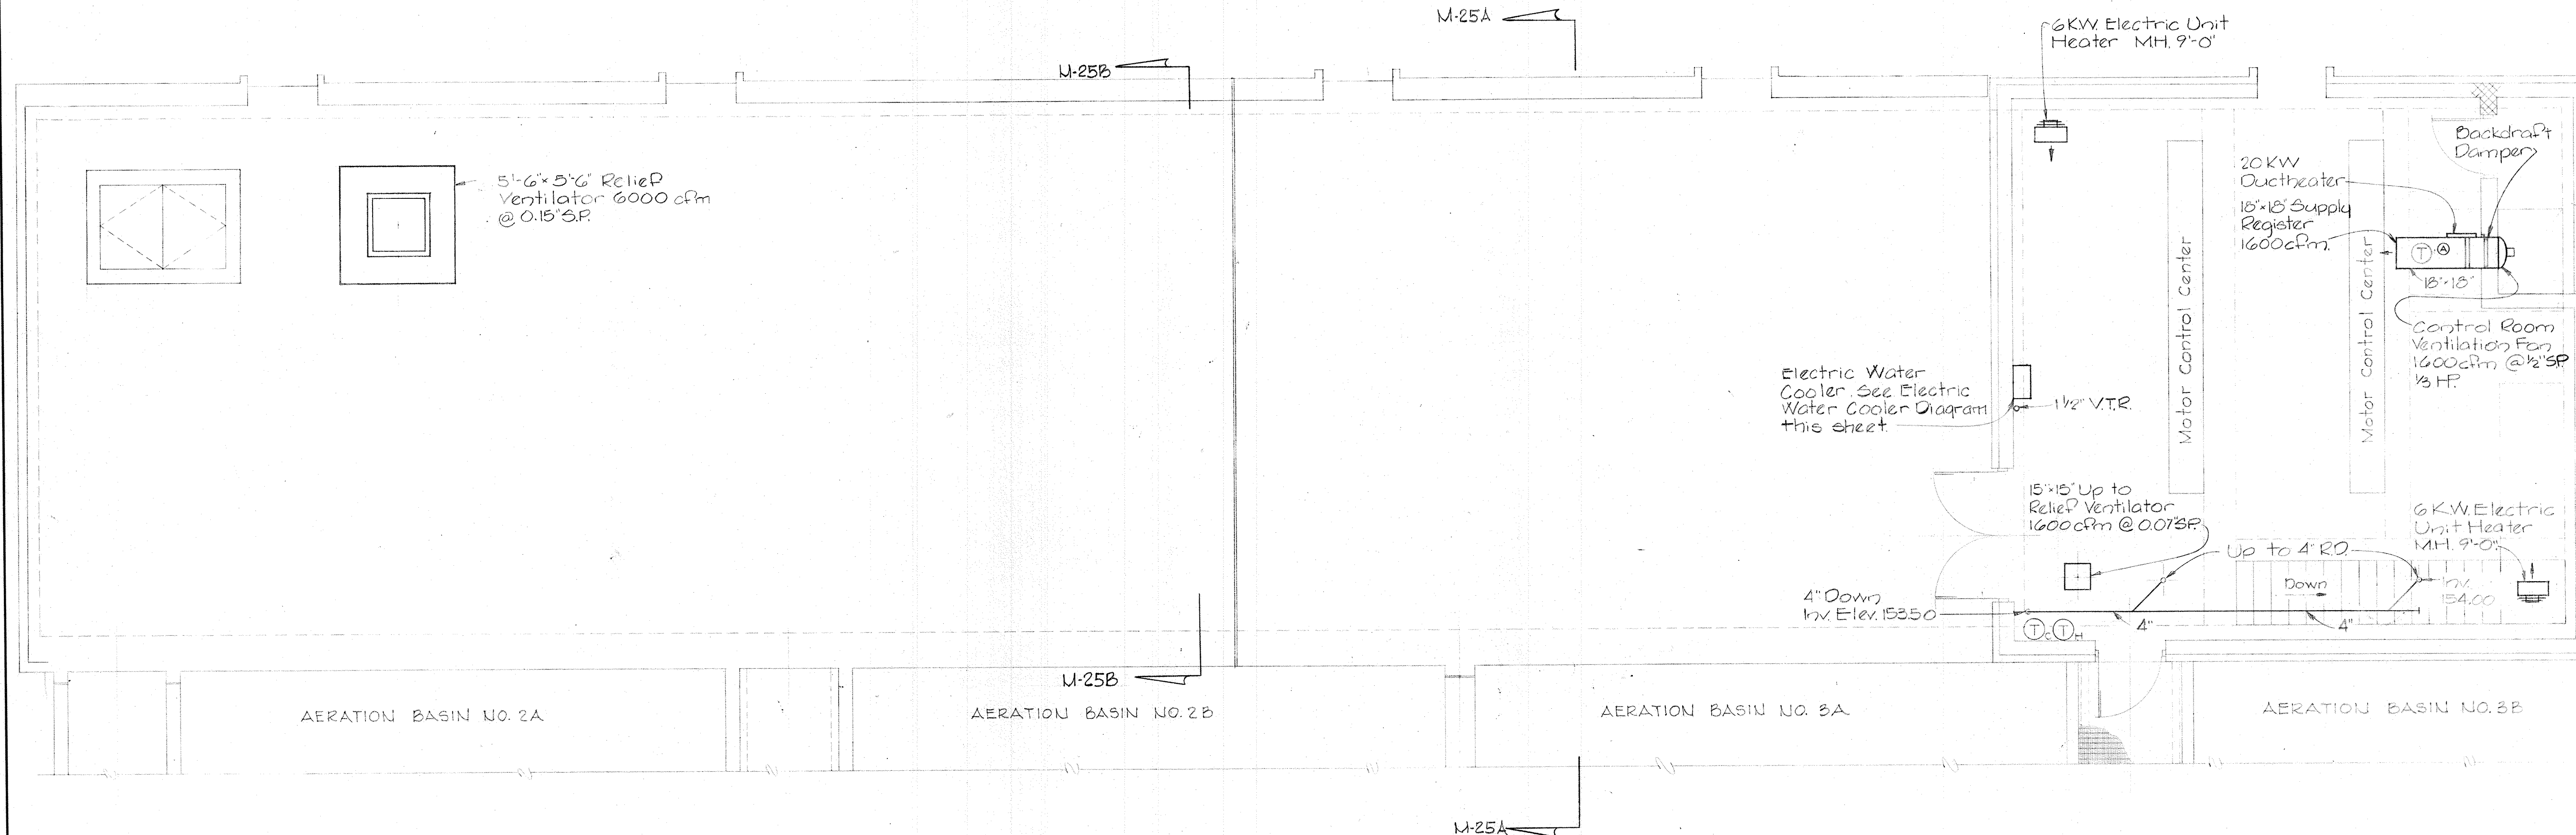 M-25A
6 K.W. Electric Unit
Heater M.H. 9'-0"
M-25B
5'-6"x5'-6" Relief
Ventilator 6000 cfm
@ 0.15" S.P.
Backdraft
Damper
20 KW
Ductheater
18"x18" Supply
Register
1600 cfm.
T A
18"x18"
Motor Control Center
Motor Control Center
Control Room
Ventilation Fan
1600 cfm @ 1/2" SP
1/3 HP.
Electric Water
Cooler. See Electric
Water Cooler Diagram
this sheet.
1 1/2" V.T.R.
15"x15" Up to
Relief Ventilator
1600 cfm @ 0.07" SP.
6 K.W. Electric
Unit Heater
M.H. 9'-0"
Up to 4" R.D.
Down
Inv.
154.00
4" Down
Inv. Elev. 153.50
4"
4"
T C T H
M-25B
AERATION BASIN NO. 2A
AERATION BASIN NO. 2B
AERATION BASIN NO. 3A
AERATION BASIN NO. 3B
M-25A